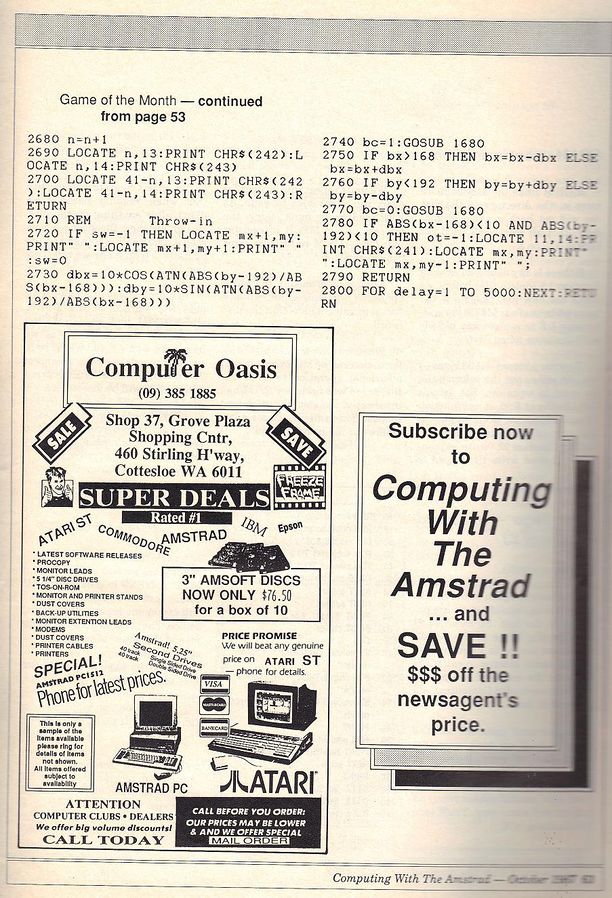 Game of the Month — continued
from page 53
2680 n=n+1
2690 LOCATE n,13:PRINT CHR$(242):L
OCATE n,14:PRINT CHR$(243)
2700 LOCATE 41-n,13:PRINT CHR$(242
):LOCATE 41-n,14:PRINT CHR$(243):R
ETURN
2710 REM Throw-in
2720 IF sw=-1 THEN LOCATE mx+1,my:
PRINT" ":LOCATE mx+1,my+1:PRINT" "
:sw=0
2730 dbx=10*COS(ATN(ABS(by-192)/AB
S(bx-168))):dby=10*SIN(ATN(ABS(by-
192)/ABS(bx-168)))
2740 bc=1:GOSUB 1680
2750 IF bx>168 THEN bx=bx-dbx ELSE
bx=bx+dbx
2760 IF by<192 THEN by=by+dby ELSE
by=by-dby
2770 bc=0:GOSUB 1680
2780 IF ABS(bx-168)<10 AND ABS(by-
192)<10 THEN ot=-1:LOCATE 11,14:PR
INT CHR$(241):LOCATE mx,my:PRINT"
":LOCATE mx,my-1:PRINT" ";
2790 RETURN
2800 FOR delay=1 TO 5000:NEXT:RETU
RN
Computer Oasis
(09) 385 1885
SALE
Shop 37, Grove Plaza
Shopping Cntr,
460 Stirling H'way,
Cottesloe WA 6011
SAVE
SUPER DEALS
Rated #1
FREEZE
FRAME
ATARI ST
COMMODORE
AMSTRAD
IBM
Epson
* LATEST SOFTWARE RELEASES
* PROCOPY
* MONITOR LEADS
* 5 1/4" DISC DRIVES
* TOS-ON-ROM
* MONITOR AND PRINTER STANDS
* DUST COVERS
* BACK-UP UTILITIES
* MONITOR EXTENTION LEADS
* MODEMS
* DUST COVERS
* PRINTER CABLES
* PRINTERS
3" AMSOFT DISCS
NOW ONLY $76.50
for a box of 10
Amstrad! 5.25"
Second Drives
40 track Single Sided Drive
40 track Double Sided Drive
PRICE PROMISE
We will beat any genuine
price on ATARI ST
— phone for details.
SPECIAL!
AMSTRAD PC1512
Phone for latest prices.
VISA
MASTERCARD
BANKCARD
This is only a
sample of the
items available
please ring for
details of items
not shown.
All items offered
subject to
availability
AMSTRAD PC
ATARI
ATTENTION
COMPUTER CLUBS • DEALERS
We offer big volume discounts!
CALL TODAY
CALL BEFORE YOU ORDER:
OUR PRICES MAY BE LOWER
& AND WE OFFER SPECIAL
MAIL ORDER
Subscribe now
to
Computing
With
The
Amstrad
... and
SAVE !!
$$$ off the
newsagent's
price.
Computing With The Amstrad — October 1987